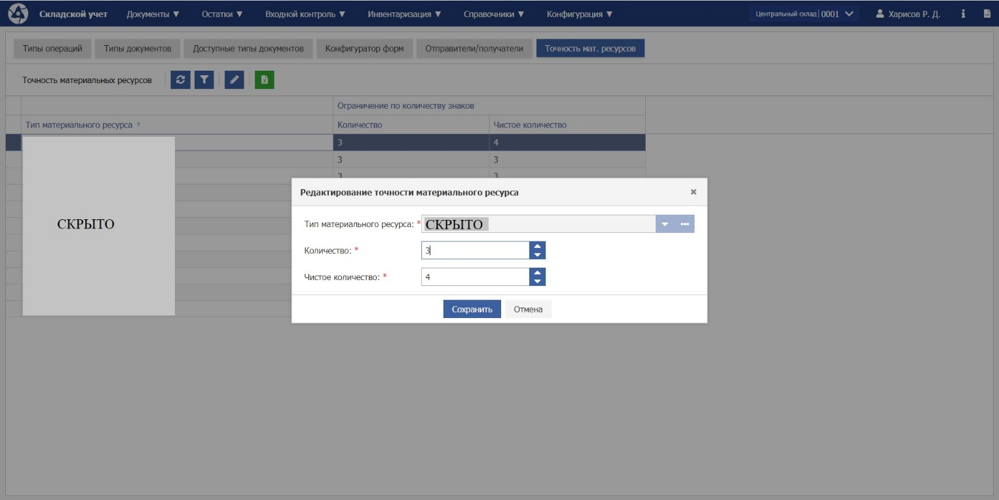 Складской учет Документы ▼ Остатки ▼ Входной контроль ▼ Инвентаризация ▼ Справочники ▼ Конфигурация ▼ Центральный склад | 0001 Харисов Р. Д.
Типы операций Типы документов Доступные типы документов Конфигуратор форм Отправители/получатели Точность мат. ресурсов
Точность материальных ресурсов
Ограничение по количеству знаков
Тип материального ресурса ↑ Количество Чистое количество
3 4
3 3
3 3
СКРЫТО
Редактирование точности материального ресурса
Тип материального ресурса: * СКРЫТО
Количество: * 3
Чистое количество: * 4
Сохранить Отмена